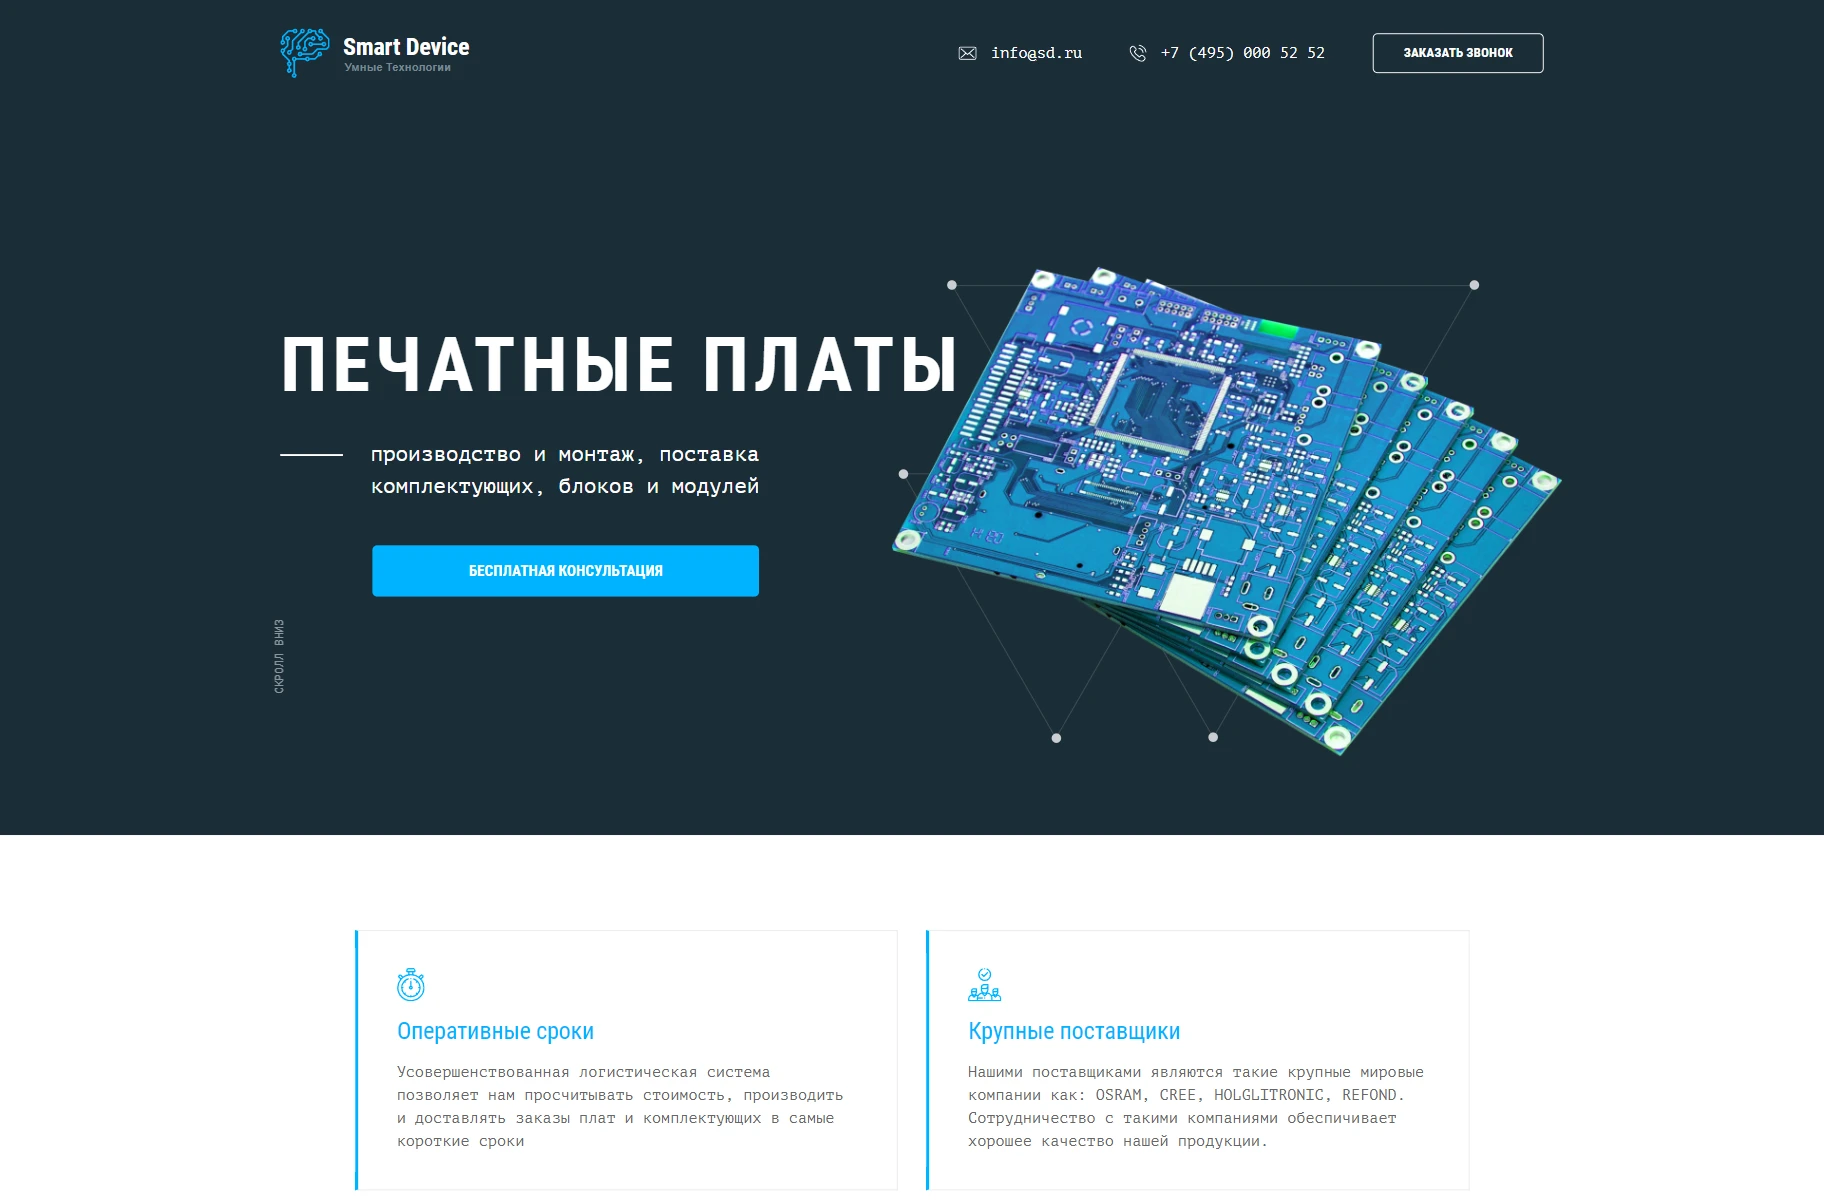 Smart Device
Умные Технологии
info@sd.ru
+7 (495) 000 52 52
ЗАКАЗАТЬ ЗВОНОК
ПЕЧАТНЫЕ ПЛАТЫ
производство и монтаж, поставка
комплектующих, блоков и модулей
БЕСПЛАТНАЯ КОНСУЛЬТАЦИЯ
СКРОЛЛ ВНИЗ
Оперативные сроки
Усовершенствованная логистическая система
позволяет нам просчитывать стоимость, производить
и доставлять заказы плат и комплектующих в самые
короткие сроки
Крупные поставщики
Нашими поставщиками являются такие крупные мировые
компании как: OSRAM, CREE, HOLGLITRONIC, REFOND.
Сотрудничество с такими компаниями обеспичивает
хорошее качество нашей продукции.